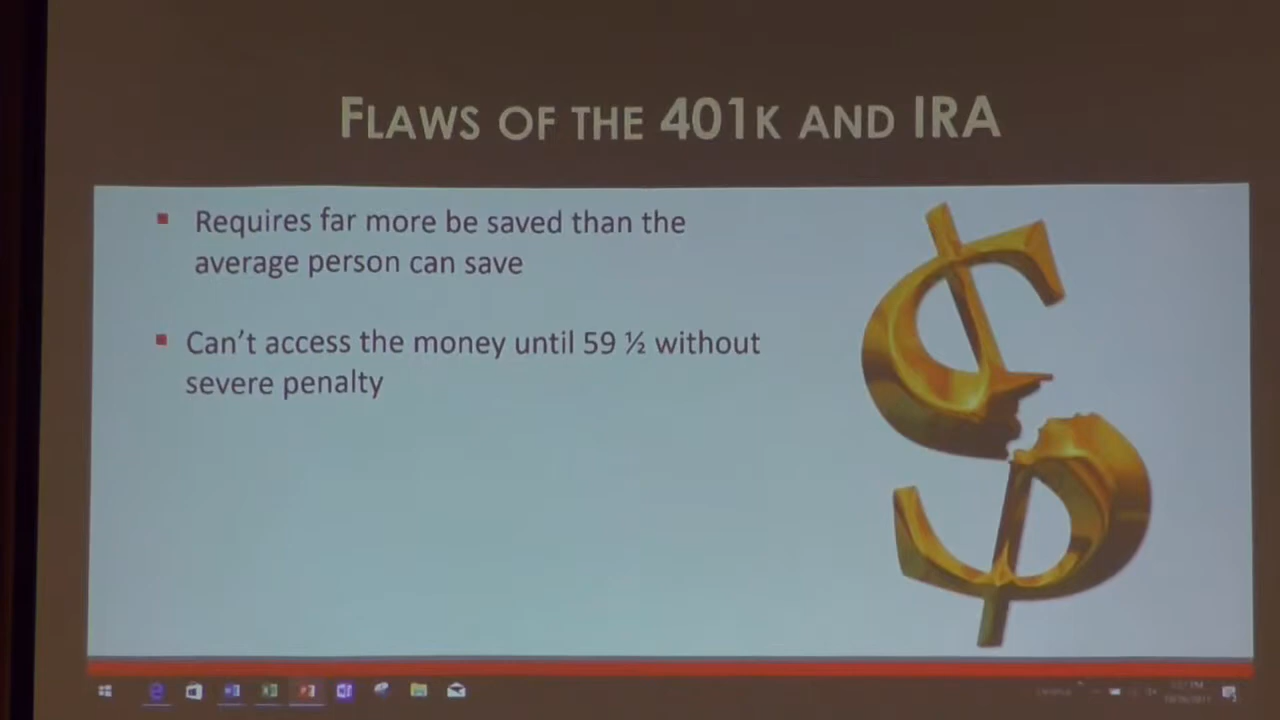 FLAWS OF THE 401K AND IRA
▪ Requires far more be saved than the
average person can save
▪ Can't access the money until 59 ½ without
severe penalty